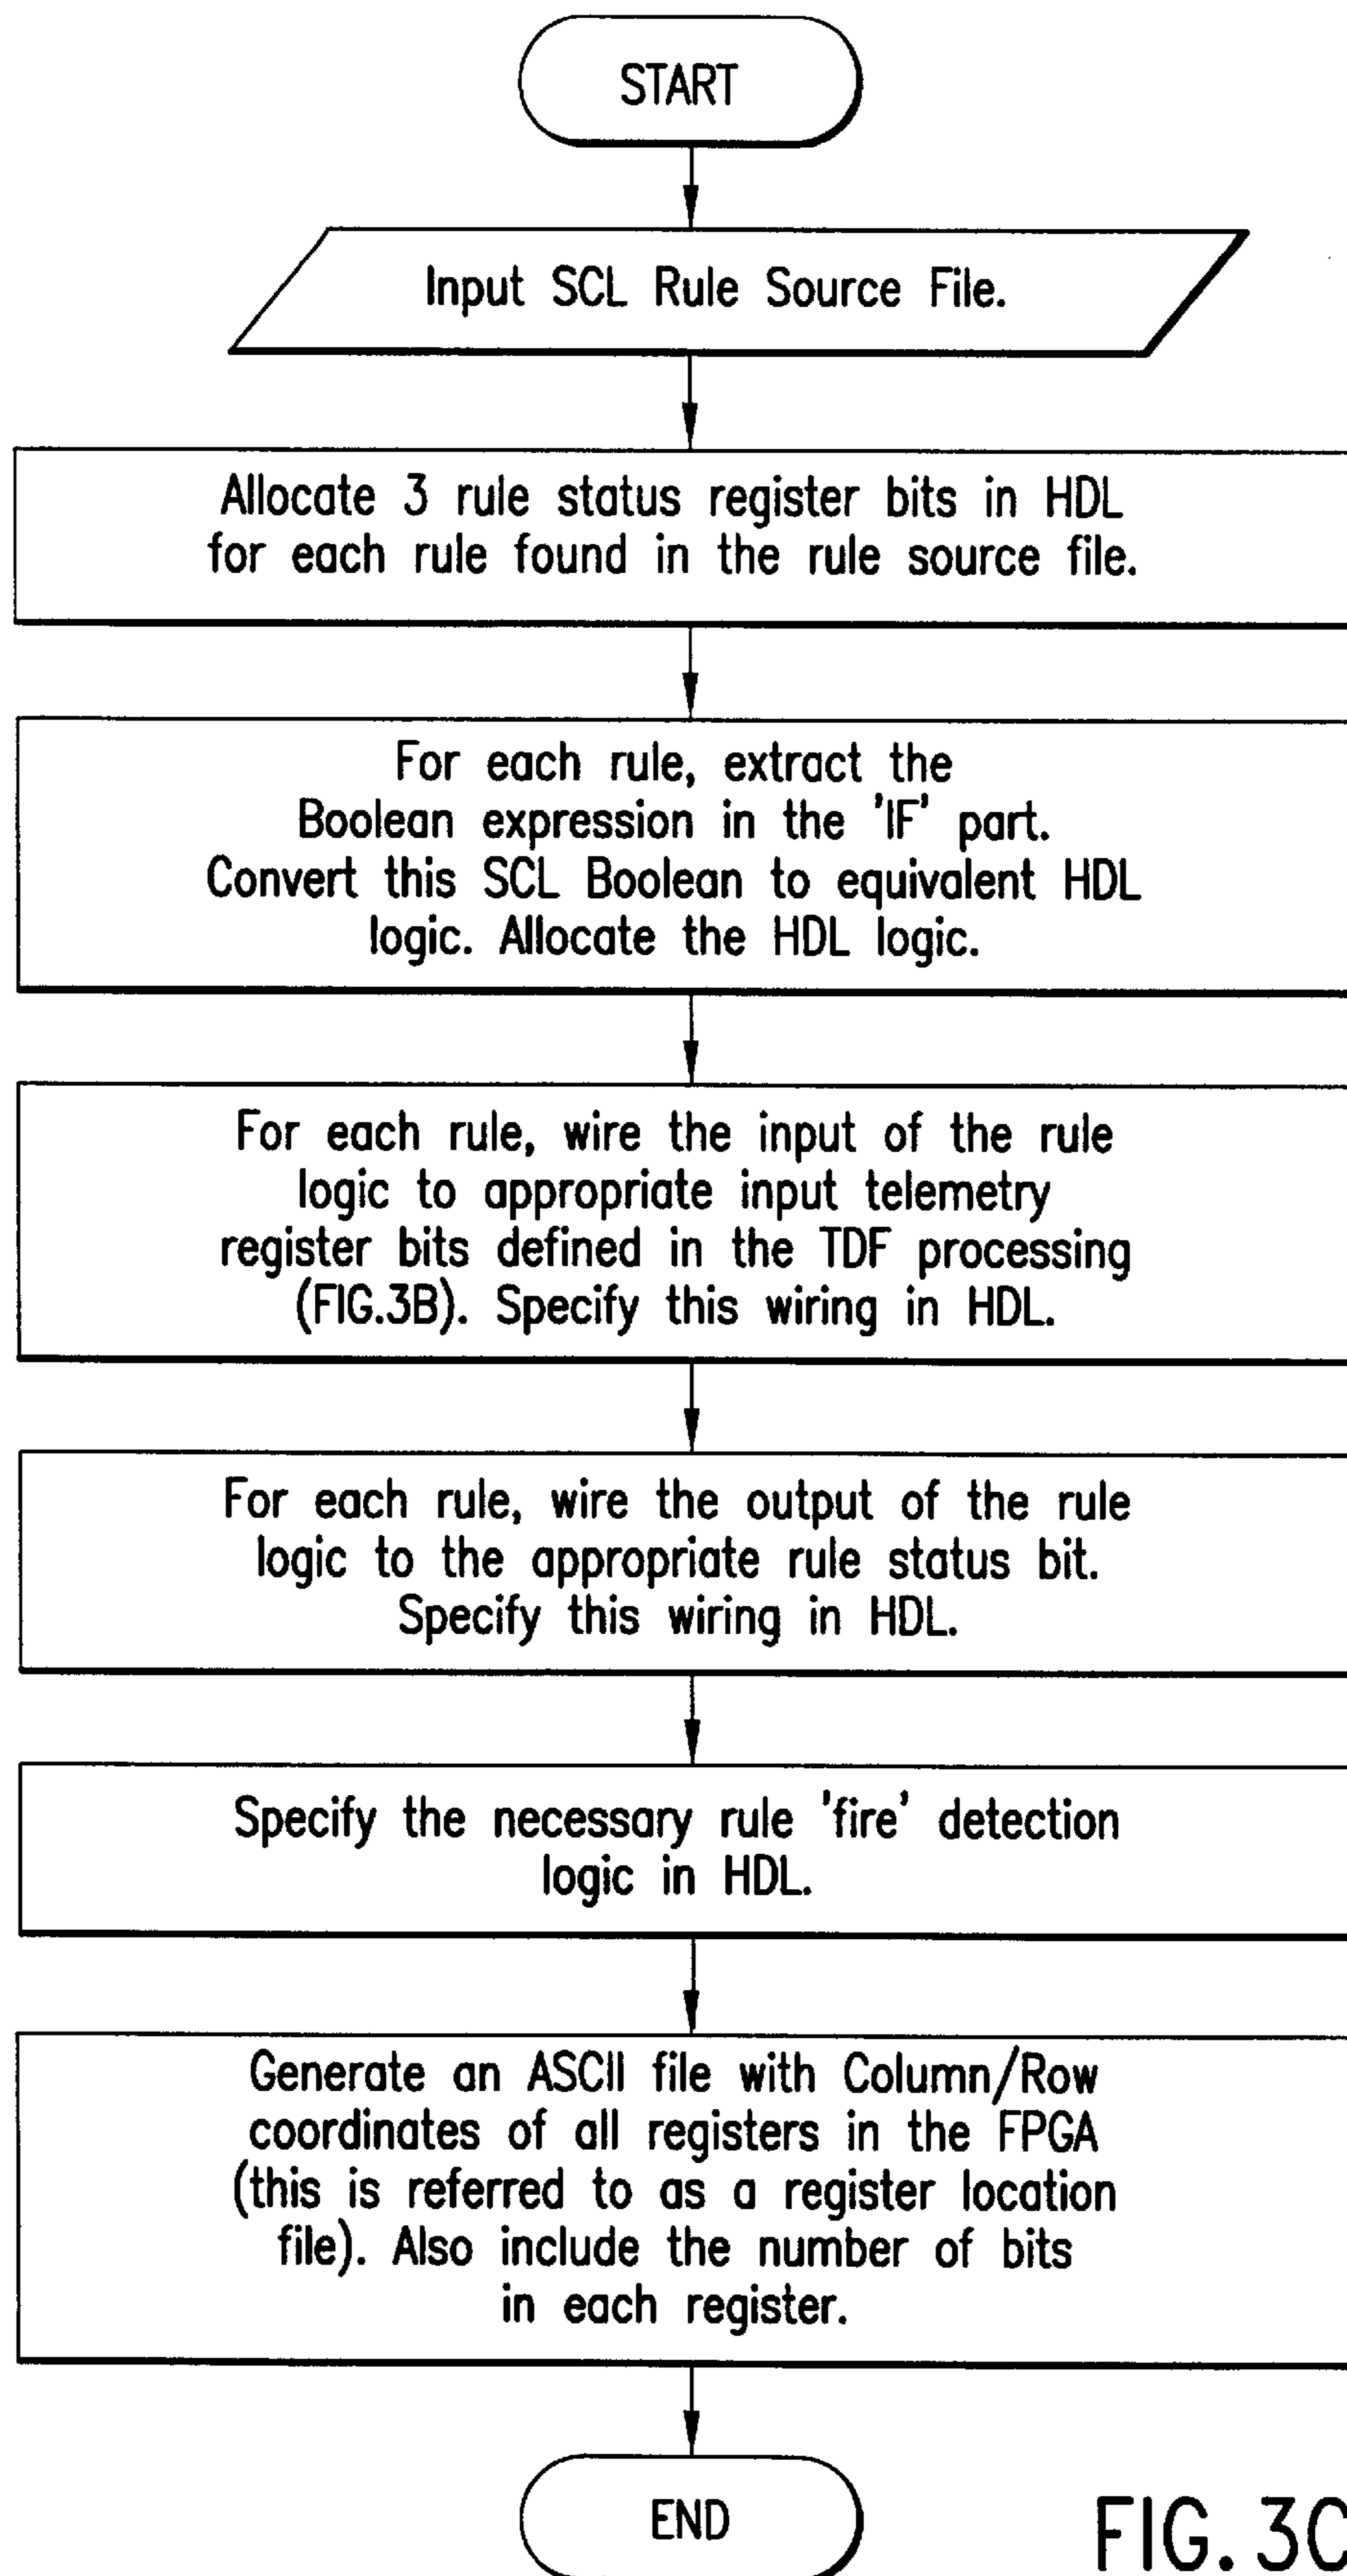 START
Input SCL Rule Source File.
Allocate 3 rule status register bits in HDL
for each rule found in the rule source file.
For each rule, extract the
Boolean expression in the 'IF' part.
Convert this SCL Boolean to equivalent HDL
logic. Allocate the HDL logic.
For each rule, wire the input of the rule
logic to appropriate input telemetry
register bits defined in the TDF processing
(FIG.3B). Specify this wiring in HDL.
For each rule, wire the output of the rule
logic to the appropriate rule status bit.
Specify this wiring in HDL.
Specify the necessary rule 'fire' detection
logic in HDL.
Generate an ASCII file with Column/Row
coordinates of all registers in the FPGA
(this is referred to as a register location
file). Also include the number of bits
in each register.
END
FIG. 3C